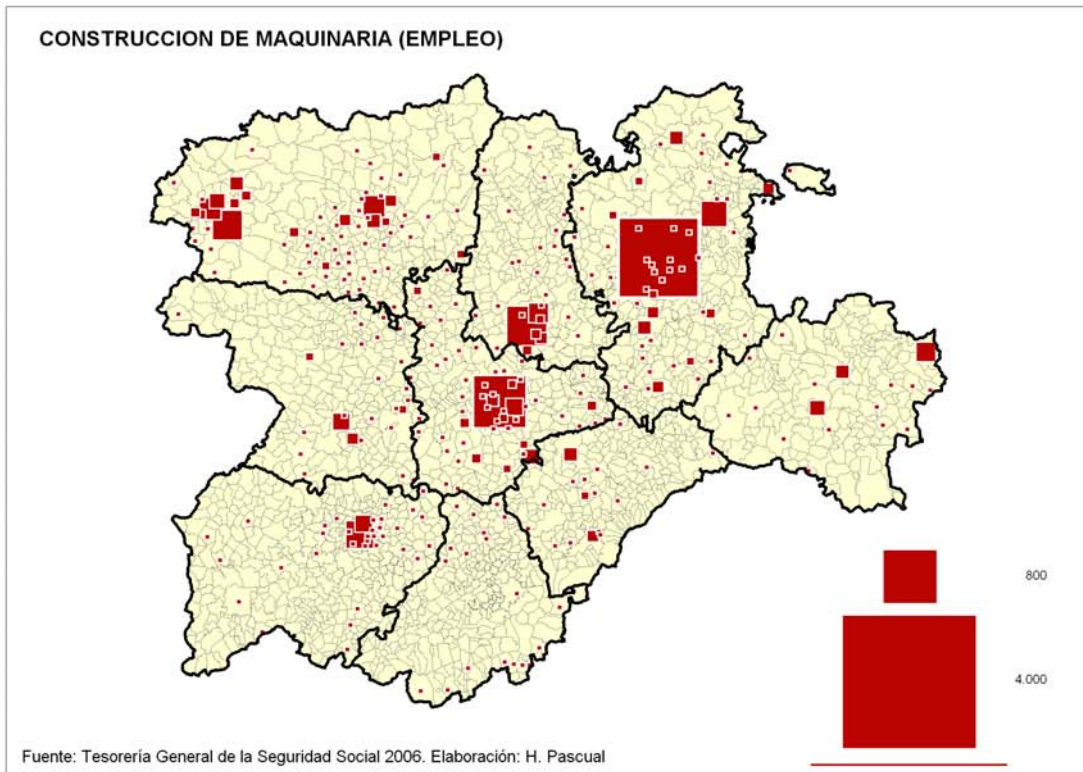 CONSTRUCCION DE MAQUINARIA (EMPLEO)
800
4.000
Fuente: Tesorería General de la Seguridad Social 2006. Elaboración: H. Pascual